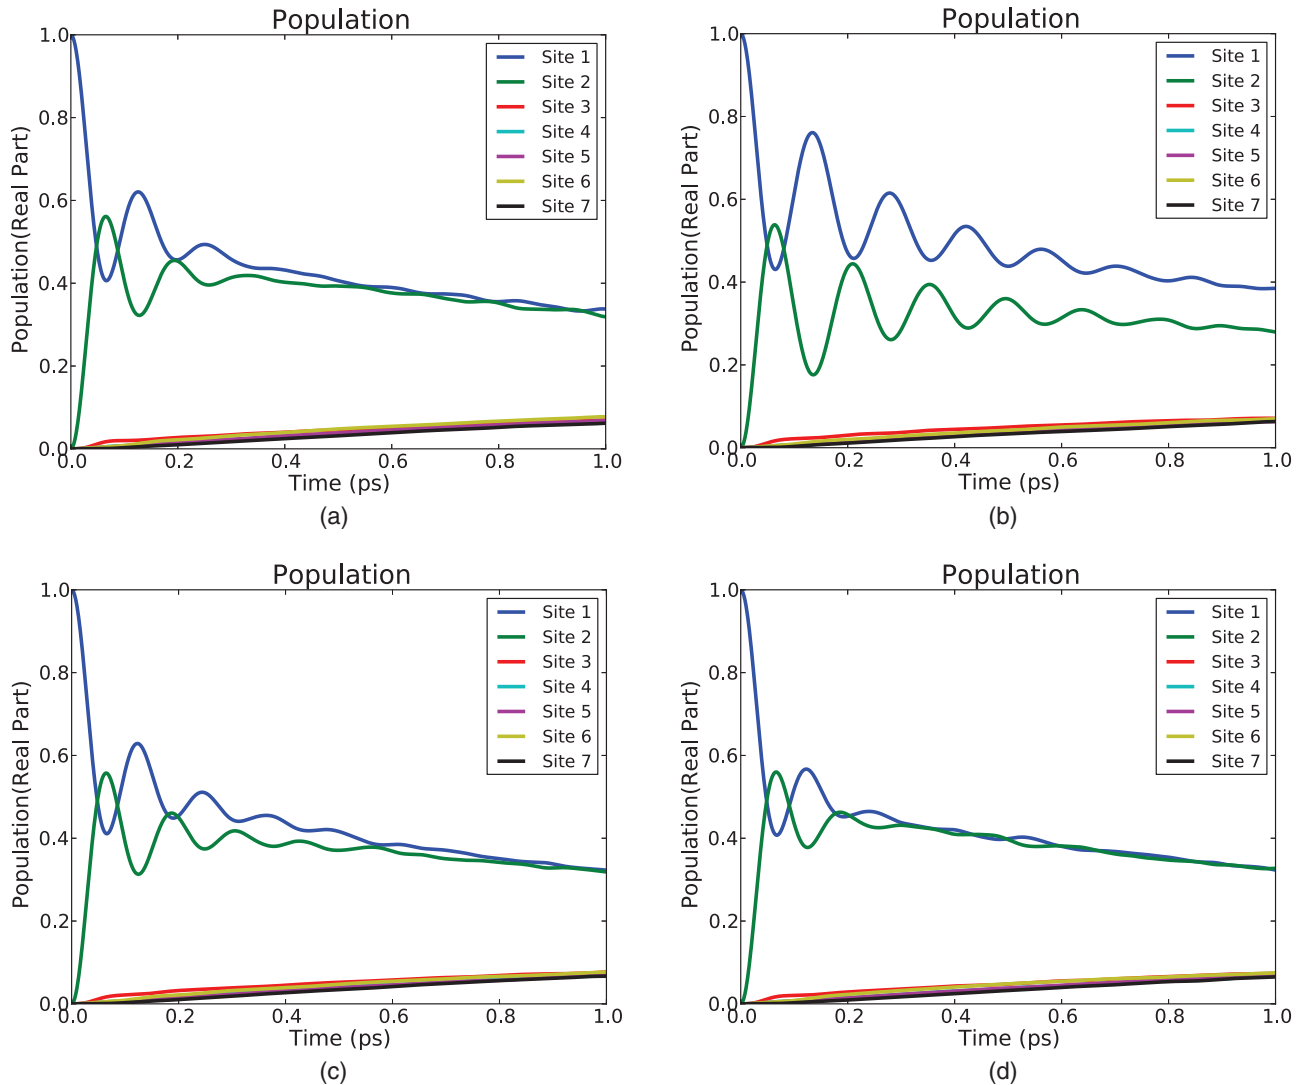 Population
1.0
0.8
0.6
0.4
0.2
0.0
Population(Real Part)
Site 1
Site 2
Site 3
Site 4
Site 5
Site 6
Site 7
0.0 0.2 0.4 0.6 0.8 1.0
Time (ps)
(a)
Population
1.0
0.8
0.6
0.4
0.2
0.0
Population(Real Part)
Site 1
Site 2
Site 3
Site 4
Site 5
Site 6
Site 7
0.0 0.2 0.4 0.6 0.8 1.0
Time (ps)
(b)
Population
1.0
0.8
0.6
0.4
0.2
0.0
Population(Real Part)
Site 1
Site 2
Site 3
Site 4
Site 5
Site 6
Site 7
0.0 0.2 0.4 0.6 0.8 1.0
Time (ps)
(c)
Population
1.0
0.8
0.6
0.4
0.2
0.0
Population(Real Part)
Site 1
Site 2
Site 3
Site 4
Site 5
Site 6
Site 7
0.0 0.2 0.4 0.6 0.8 1.0
Time (ps)
(d)